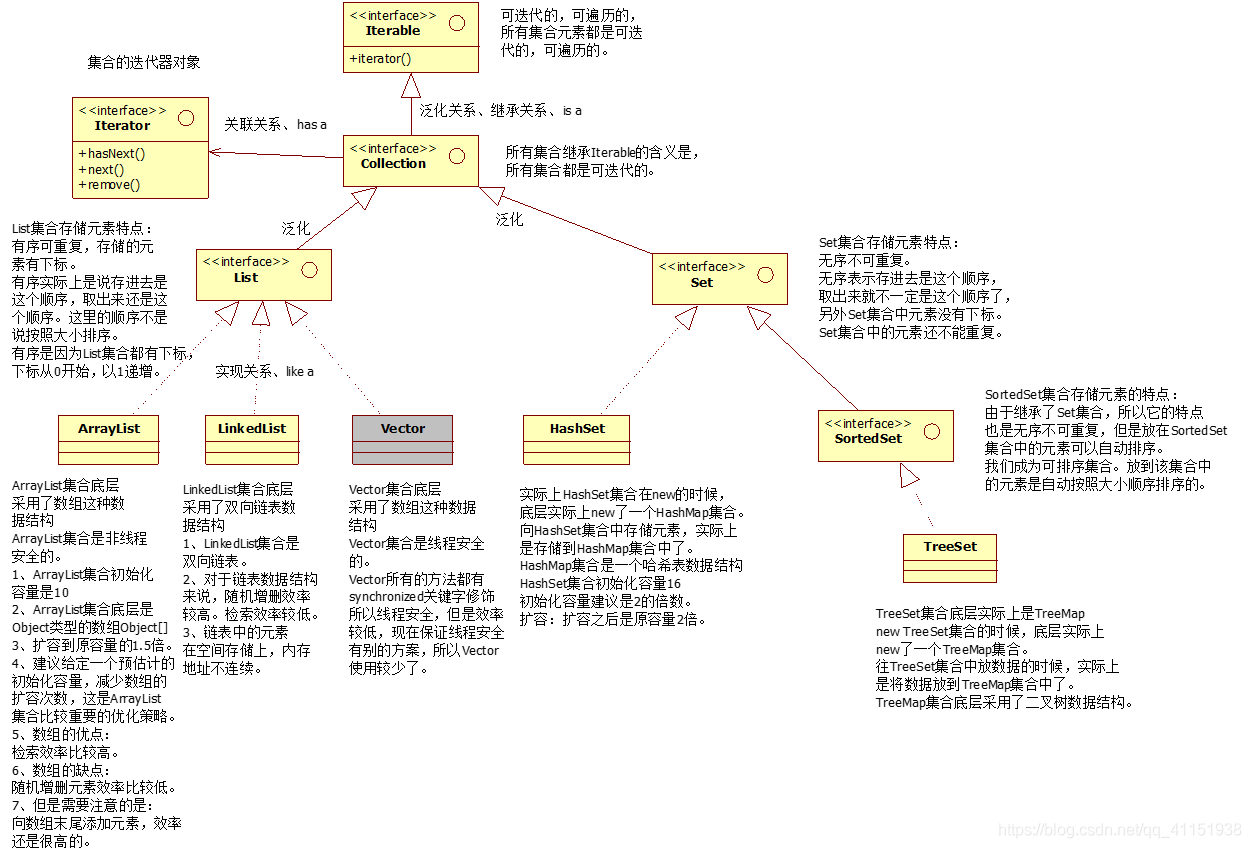 <<interface>>
Iterable
+iterator()
可迭代的，可遍历的，
所有集合元素都是可迭
代的，可遍历的。
集合的迭代器对象
<<interface>>
Iterator
+hasNext()
+next()
+remove()
关联关系、has a
泛化关系、继承关系、is a
<<interface>>
Collection
所有集合继承Iterable的含义是，
所有集合都是可迭代的。
泛化
泛化
List集合存储元素特点：
有序可重复，存储的元
素有下标。
有序实际上是说存进去是
这个顺序，取出来还是这
个顺序。这里的顺序不是
说按照大小排序。
有序是因为List集合都有下标，
下标从0开始，以1递增。
<<interface>>
List
<<interface>>
Set
Set集合存储元素特点：
无序不可重复。
无序表示存进去是这个顺序，
取出来就不一定是这个顺序了，
另外Set集合中元素没有下标。
Set集合中的元素还不能重复。
实现关系、like a
ArrayList
LinkedList
Vector
HashSet
<<interface>>
SortedSet
SortedSet集合存储元素的特点：
由于继承了Set集合，所以它的特点
也是无序不可重复，但是放在SortedSet
集合中的元素可以自动排序。
我们成为可排序集合。放到该集合中
的元素是自动按照大小顺序排序的。
ArrayList集合底层
采用了数组这种数
据结构
ArrayList集合是非线程
安全的。
1、ArrayList集合初始化
容量是10
2、ArrayList集合底层是
Object类型的数组Object[]
3、扩容到原容量的1.5倍。
4、建议给定一个预估计的
初始化容量，减少数组的
扩容次数，这是ArrayList
集合比较重要的优化策略。
5、数组的优点：
检索效率比较高。
6、数组的缺点：
随机增删元素效率比较低。
7、但是需要注意的是：
向数组末尾添加元素，效率
还是很高的。
LinkedList集合底层
采用了双向链表数
据结构
1、LinkedList集合是
双向链表。
2、对于链表数据结构
来说，随机增删效率
较高。检索效率较低。
3、链表中的元素
在空间存储上，内存
地址不连续。
Vector集合底层
采用了数组这种数据
结构
Vector集合是线程安全
的。
Vector所有的方法都有
synchronized关键字修饰
所以线程安全，但是效率
较低，现在保证线程安全
有别的方案，所以Vector
使用较少了。
实际上HashSet集合在new的时候，
底层实际上new了一个HashMap集合。
向HashSet集合中存储元素，实际上
是存储到HashMap集合中了。
HashMap集合是一个哈希表数据结构
HashSet集合初始化容量16
初始化容量建议是2的倍数。
扩容：扩容之后是原容量2倍。
TreeSet
TreeSet集合底层实际上是TreeMap
new TreeSet集合的时候，底层实际上
new了一个TreeMap集合。
往TreeSet集合中放数据的时候，实际上
是将数据放到TreeMap集合中了。
TreeMap集合底层采用了二叉树数据结构。
https://blog.csdn.net/qq_41151938